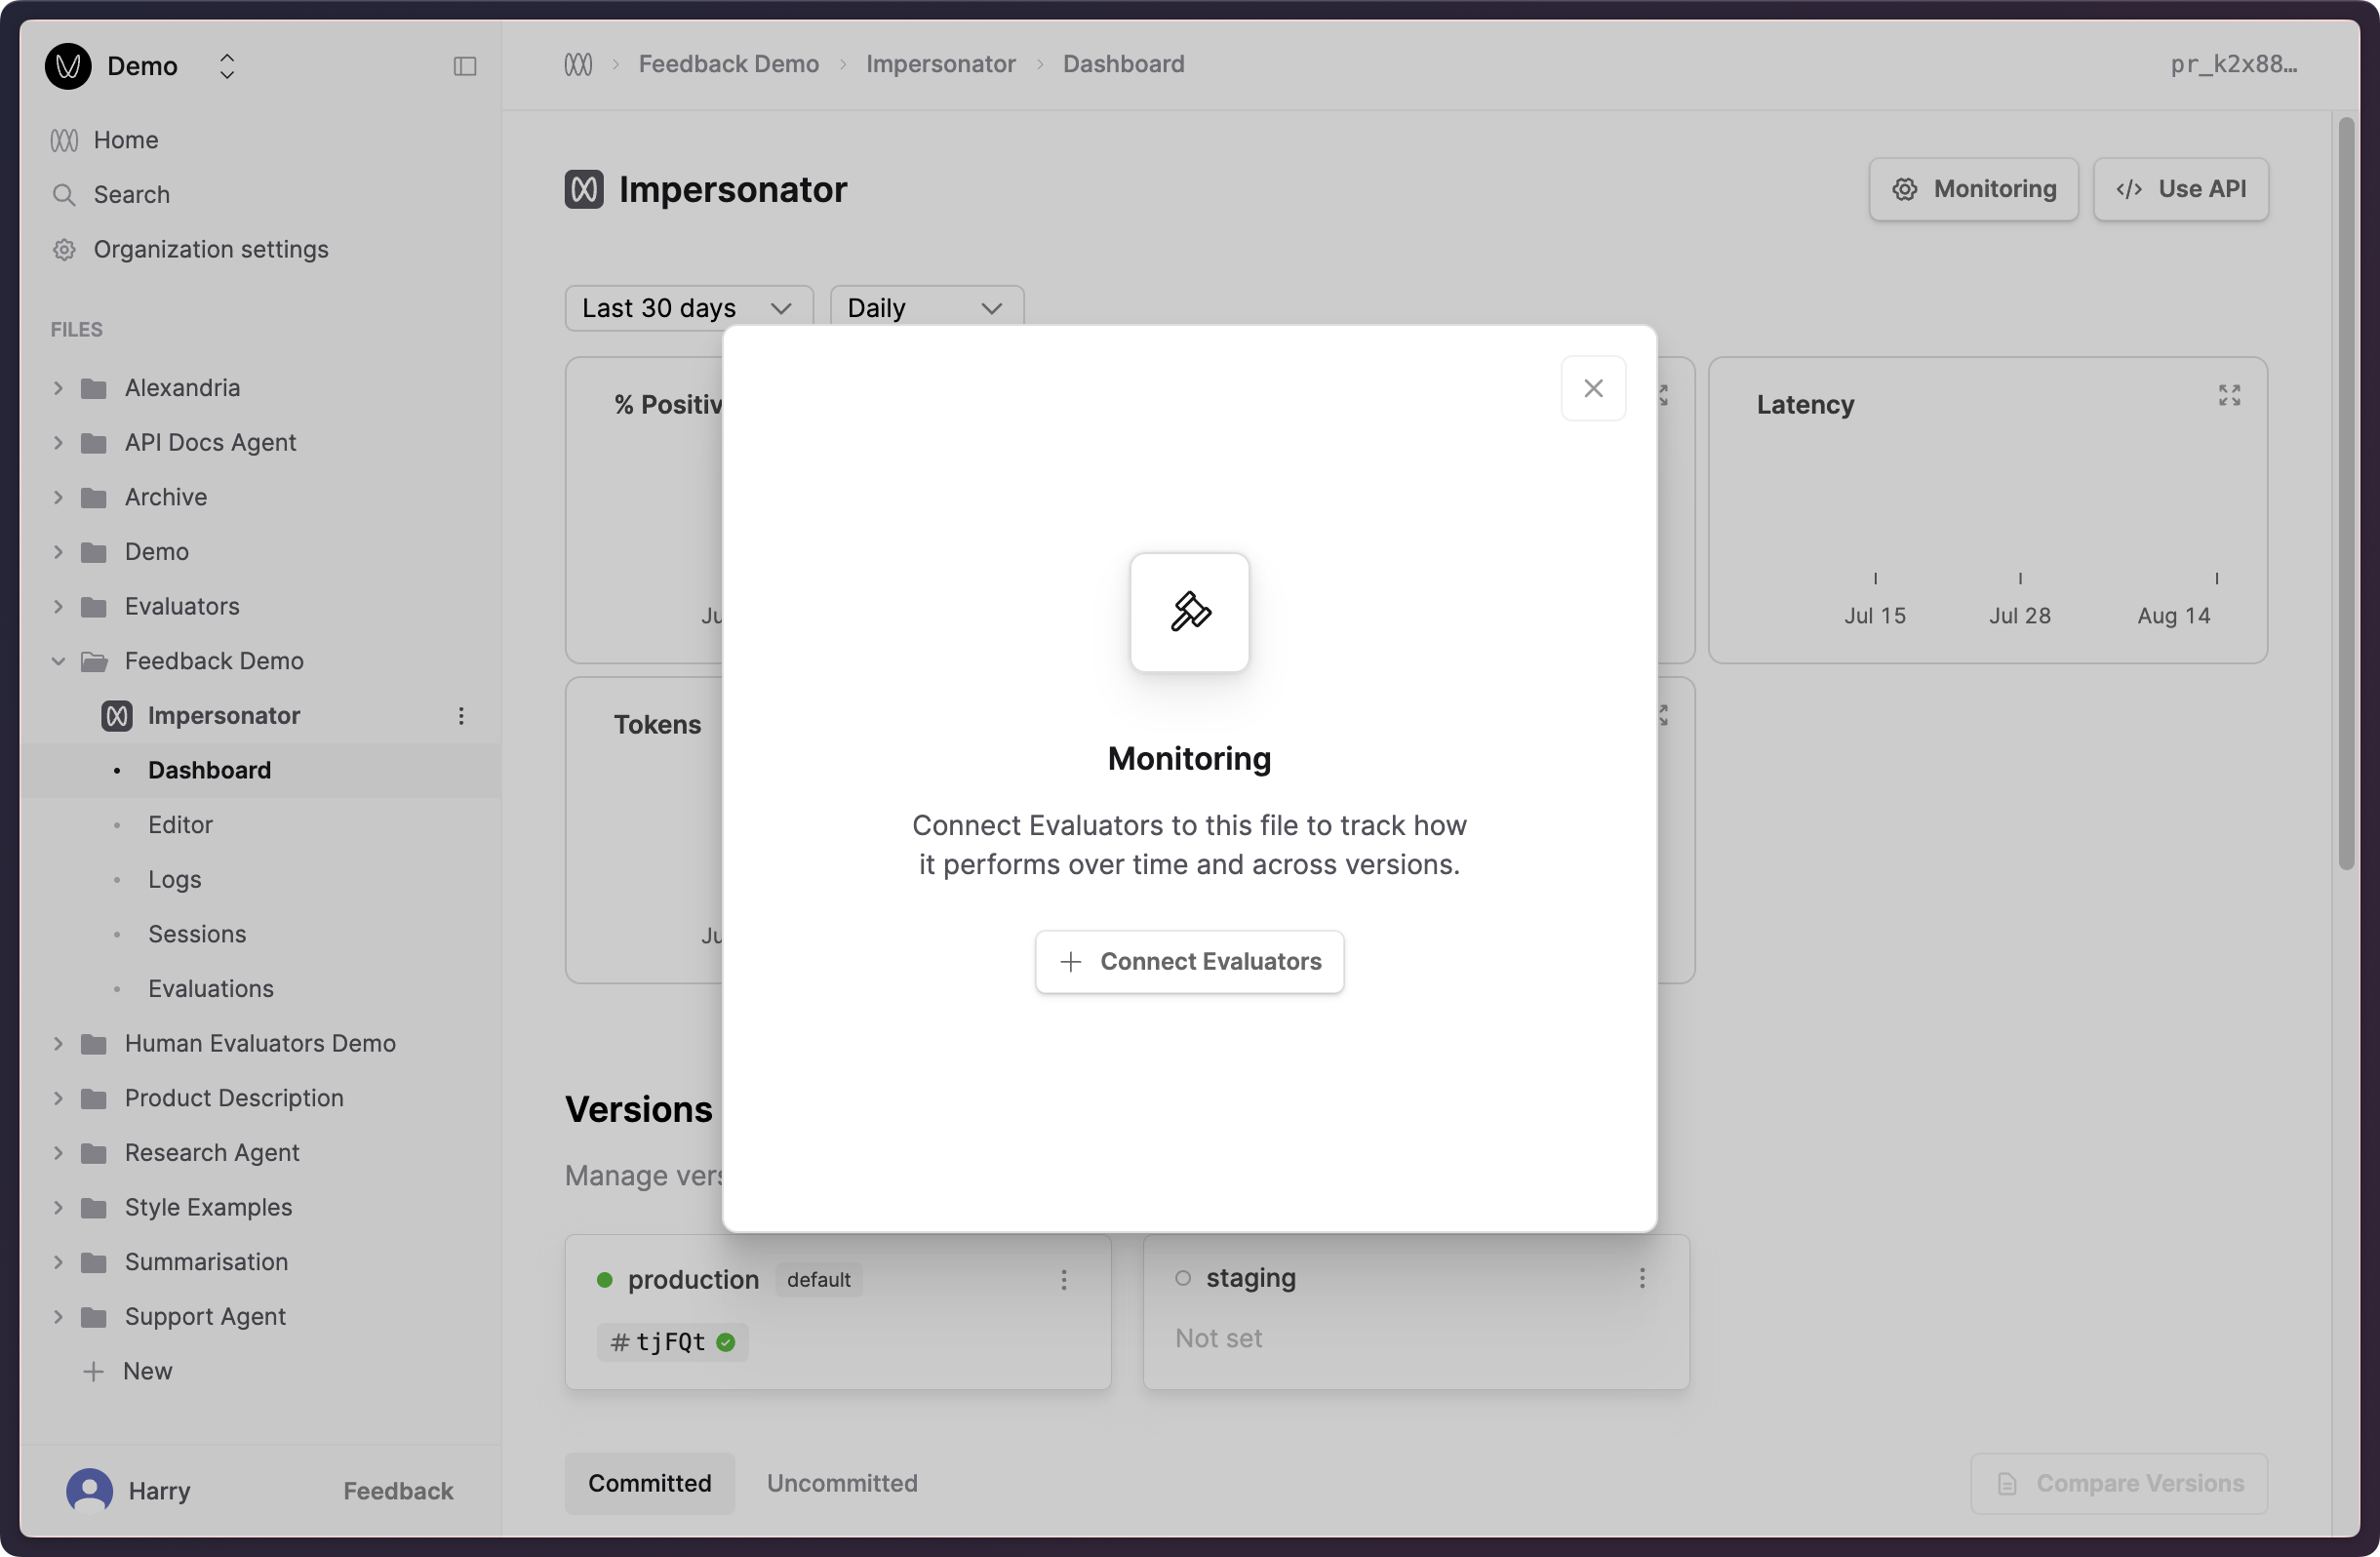 Demo
Home
Search
Organization settings
FILES
Alexandria
API Docs Agent
Archive
Demo
Evaluators
Feedback Demo
Impersonator
Dashboard
Editor
Logs
Sessions
Evaluations
Human Evaluators Demo
Product Description
Research Agent
Style Examples
Summarisation
Support Agent
New
Harry
Feedback
Feedback Demo > Impersonator > Dashboard
pr_k2x88…
Impersonator
Monitoring
</> Use API
Last 30 days
Daily
% Positiv
Ju
Latency
Jul 15
Jul 28
Aug 14
Tokens
Ju
Monitoring
Connect Evaluators to this file to track how
it performs over time and across versions.
+ Connect Evaluators
Versions
Manage vers
production
default
# tjFQt
staging
Not set
Committed
Uncommitted
Compare Versions